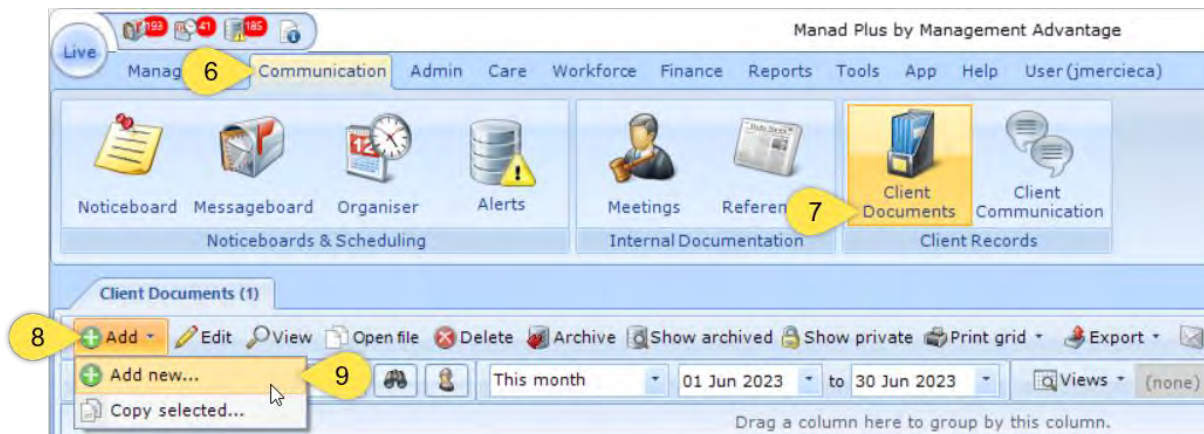 193 41 185
Manad Plus by Management Advantage
Live
Manag 6 Communication Admin Care Workforce Finance Reports Tools App Help User (jmercieca)
Noticeboard Messageboard Organiser Alerts Meetings Referen 7 Client Documents Client Communication
Noticeboards & Scheduling Internal Documentation Client Records
Client Documents (1)
8 Add Edit View Open file Delete Archive Show archived Show private Print grid Export
Add new... 9 This month 01 Jun 2023 to 30 Jun 2023 Views (none)
Copy selected...
Drag a column here to group by this column.